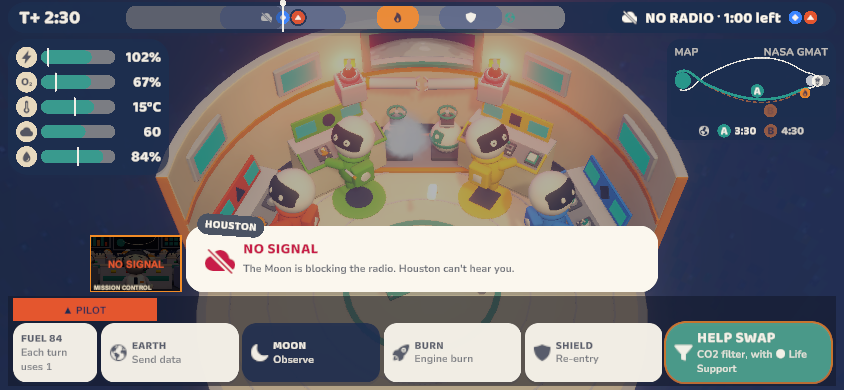 T+ 2:30
NO RADIO · 1:00 left
102%
O₂
67%
15°C
60
84%
MAP
NASA GMAT
A
A 3:30
B 4:30
HOUSTON
NO SIGNAL
The Moon is blocking the radio. Houston can't hear you.
NO SIGNAL
MISSION CONTROL
▲ PILOT
FUEL 84
Each turn
uses 1
EARTH
Send data
MOON
Observe
BURN
Engine burn
SHIELD
Re-entry
HELP SWAP
CO2 filter, with ● Life
Support